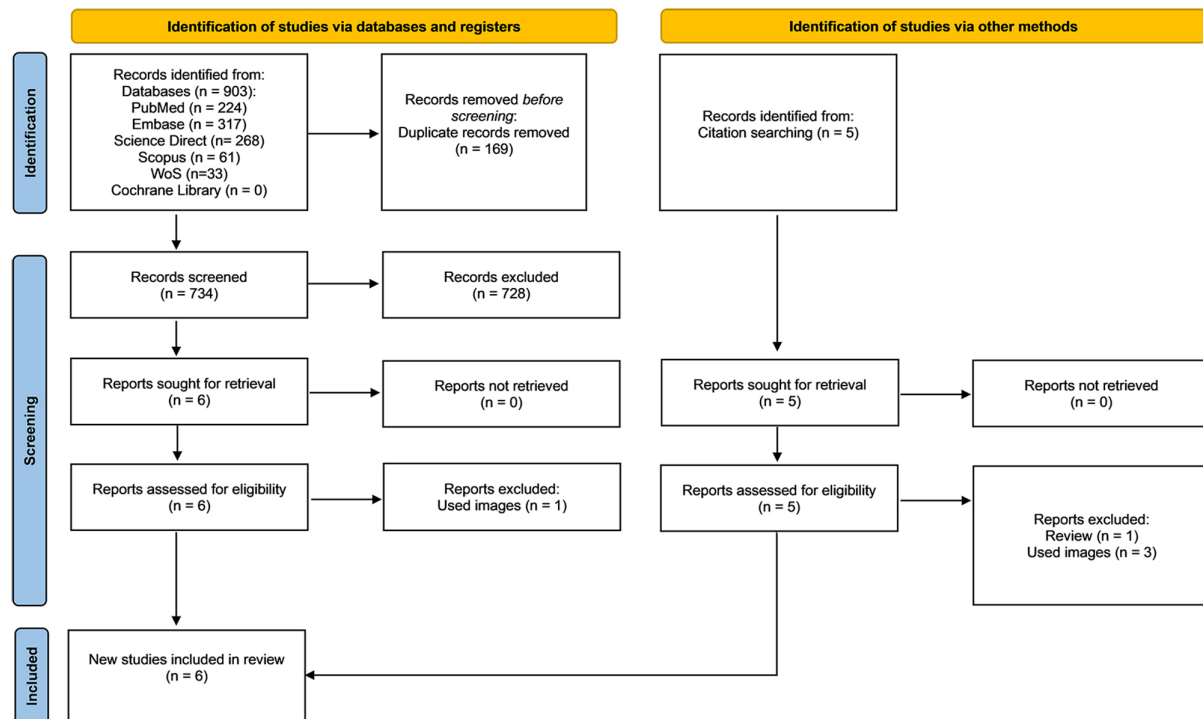 Identification of studies via databases and registers
Identification of studies via other methods
Identification
Records identified from:
Databases (n = 903):
PubMed (n = 224)
Embase (n = 317)
Science Direct (n= 268)
Scopus (n = 61)
WoS (n=33)
Cochrane Library (n = 0)
Records removed before
screening:
Duplicate records removed
(n = 169)
Records identified from:
Citation searching (n = 5)
Screening
Records screened
(n = 734)
Records excluded
(n = 728)
Reports sought for retrieval
(n = 6)
Reports not retrieved
(n = 0)
Reports sought for retrieval
(n = 5)
Reports not retrieved
(n = 0)
Reports assessed for eligibility
(n = 6)
Reports excluded:
Used images (n = 1)
Reports assessed for eligibility
(n = 5)
Reports excluded:
Review (n = 1)
Used images (n = 3)
Included
New studies included in review
(n = 6)